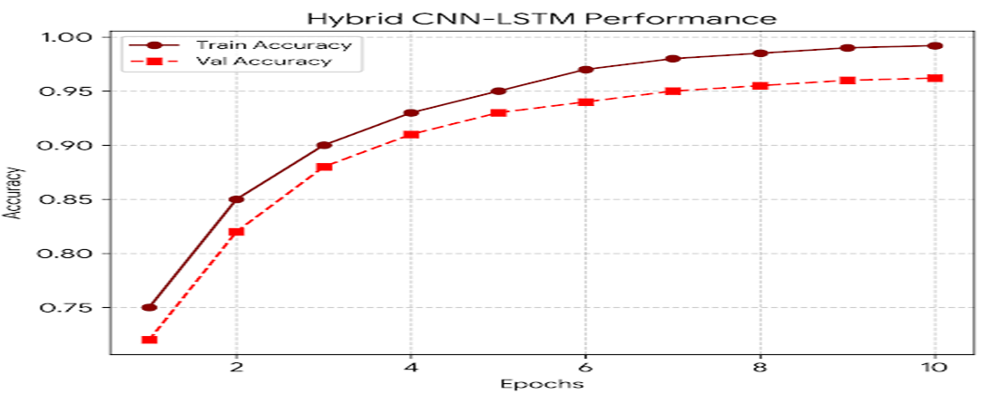 Hybrid CNN-LSTM Performance
1.00
Train Accuracy
Val Accuracy
0.95
0.90
0.85
0.80
0.75
Accuracy
2 4 6 8 10
Epochs